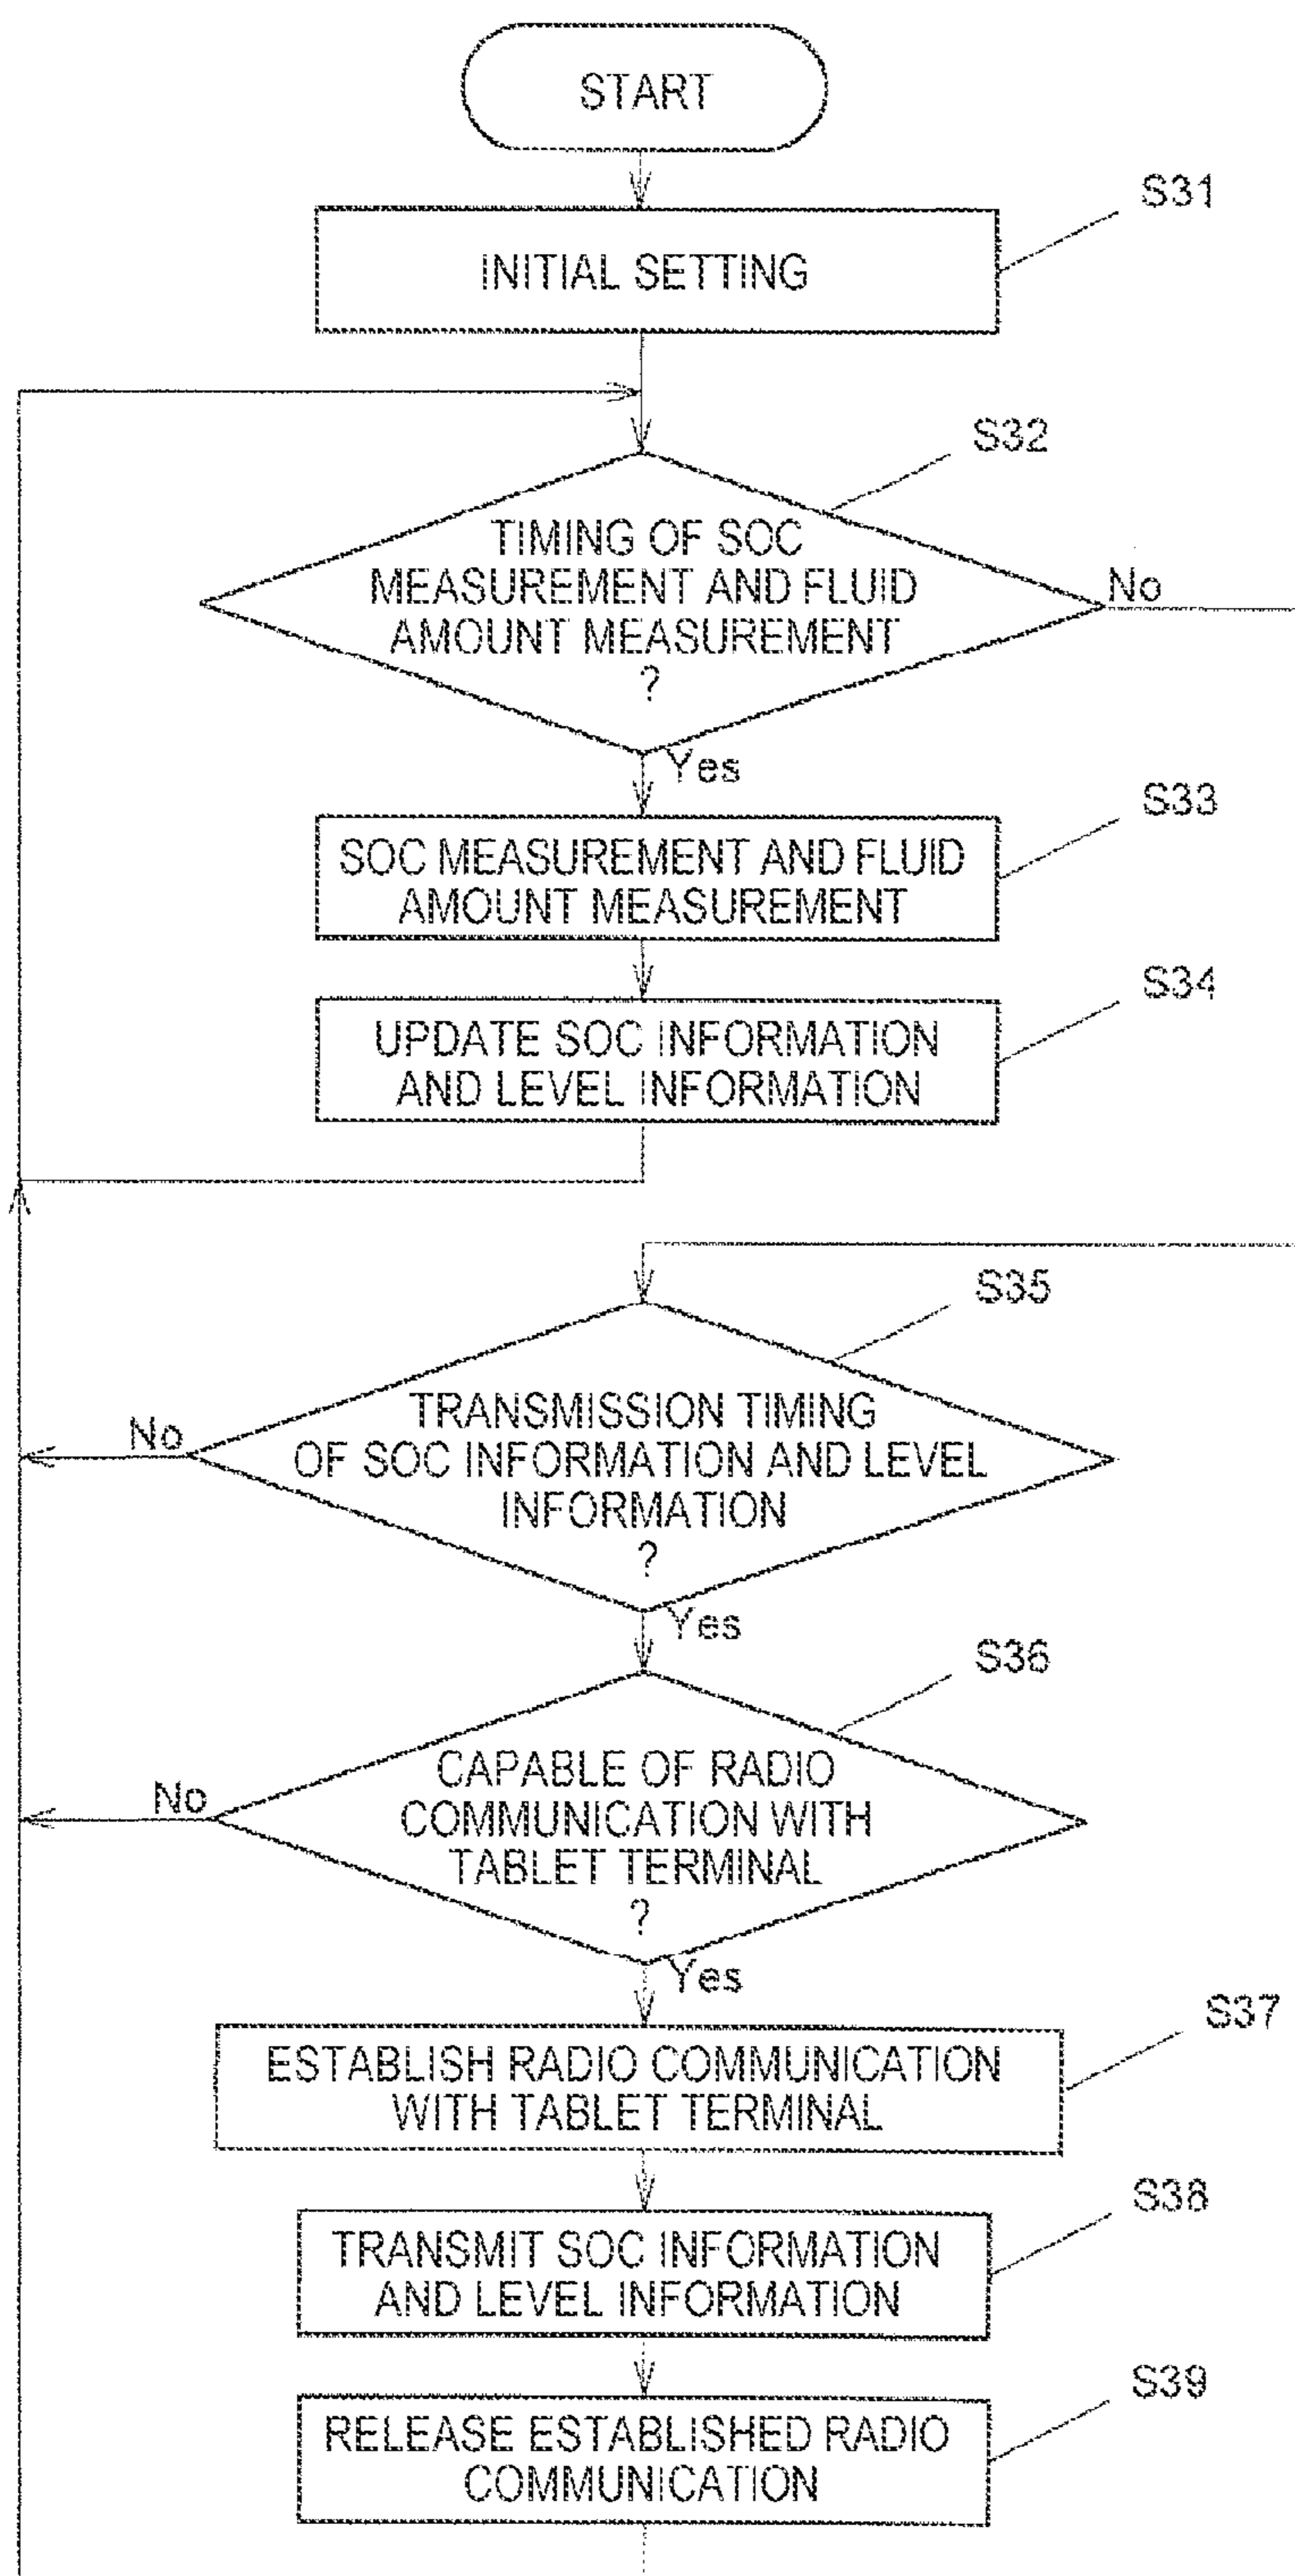 START
S31
INITIAL SETTING
S32
TIMING OF SOC
MEASUREMENT AND FLUID
AMOUNT MEASUREMENT
?
No
Yes
S33
SOC MEASUREMENT AND FLUID
AMOUNT MEASUREMENT
S34
UPDATE SOC INFORMATION
AND LEVEL INFORMATION
S35
TRANSMISSION TIMING
OF SOC INFORMATION AND LEVEL
INFORMATION
?
No
Yes
S36
CAPABLE OF RADIO
COMMUNICATION WITH
TABLET TERMINAL
?
No
Yes
S37
ESTABLISH RADIO COMMUNICATION
WITH TABLET TERMINAL
S38
TRANSMIT SOC INFORMATION
AND LEVEL INFORMATION
S39
RELEASE ESTABLISHED RADIO
COMMUNICATION